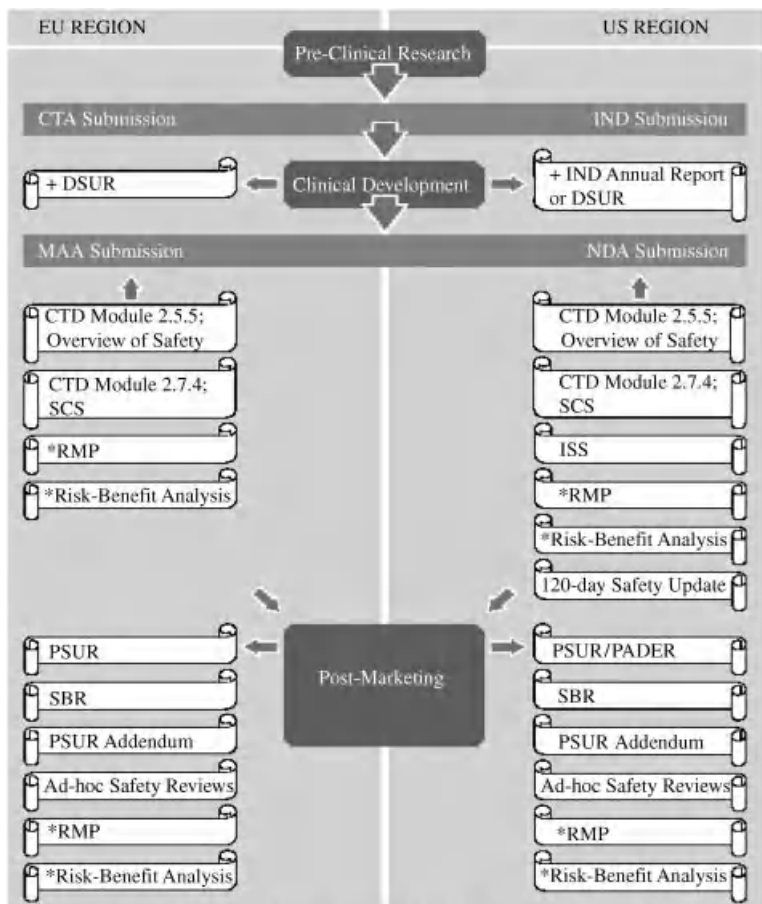 EU REGION
US REGION
Pre-Clinical Research
CTA Submission
IND Submission
+ DSUR
Clinical Development
+ IND Annual Report
or DSUR
MAA Submission
NDA Submission
CTD Module 2.5.5;
Overview of Safety
CTD Module 2.7.4;
SCS
*RMP
*Risk-Benefit Analysis
CTD Module 2.5.5;
Overview of Safety
CTD Module 2.7.4;
SCS
ISS
*RMP
*Risk-Benefit Analysis
120-day Safety Update
Post-Marketing
PSUR
SBR
PSUR Addendum
Ad-hoc Safety Reviews
*RMP
*Risk-Benefit Analysis
PSUR/PADER
SBR
PSUR Addendum
Ad-hoc Safety Reviews
*RMP
*Risk-Benefit Analysis